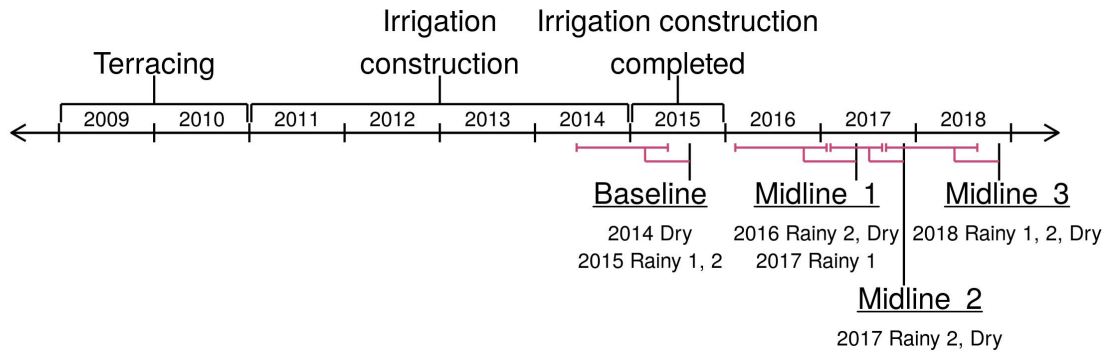 Irrigation
construction
Irrigation construction
completed
Terracing
2009 2010 2011 2012 2013 2014 2015 2016 2017 2018
Baseline
2014 Dry
2015 Rainy 1, 2
Midline 1
2016 Rainy 2, Dry
2017 Rainy 1
Midline 3
2018 Rainy 1, 2, Dry
Midline 2
2017 Rainy 2, Dry